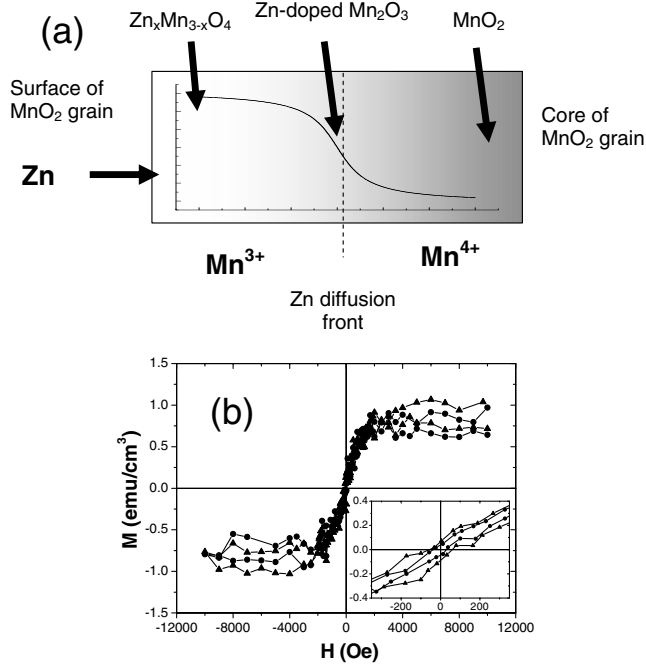 (a)
ZnₓMn₃₋ₓO₄
Zn-doped Mn₂O₃
MnO₂
Surface of
MnO₂ grain
Core of
MnO₂ grain
Zn
Mn³⁺
Mn⁴⁺
Zn diffusion
front
(b)
M (emu/cm³)
1.5
1.0
0.5
0.0
-0.5
-1.0
-1.5
0.4
0.2
0.0
-0.2
-0.4
-200 0 200
-12000 -8000 -4000 0 4000 8000 12000
H (Oe)